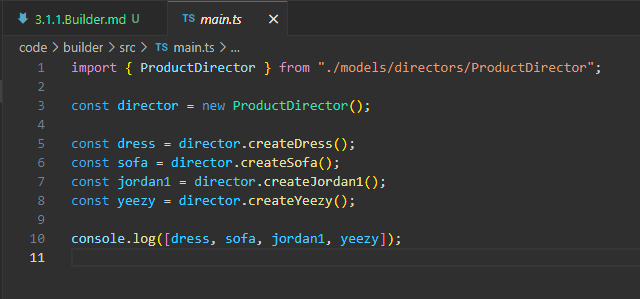 3.1.1.Builder.md U
TS main.ts ×
code > builder > src > TS main.ts > ...
1 import { ProductDirector } from "./models/directors/ProductDirector";
2
3 const director = new ProductDirector();
4
5 const dress = director.createDress();
6 const sofa = director.createSofa();
7 const jordan1 = director.createJordan1();
8 const yeezy = director.createYeezy();
9
10 console.log([dress, sofa, jordan1, yeezy]);
11